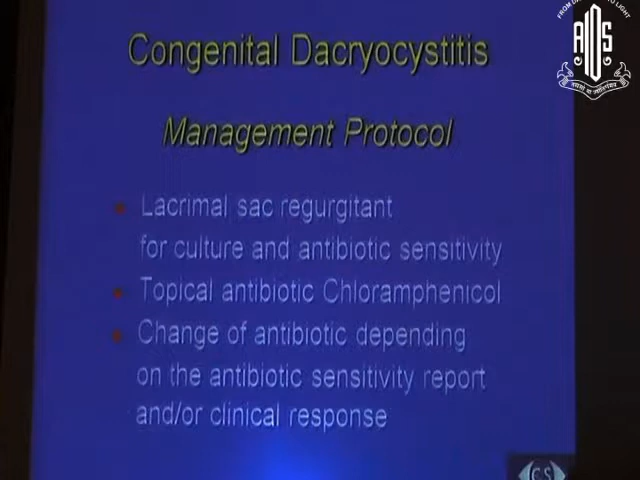 Congenital Dacryocystitis
Management Protocol
Lacrimal sac regurgitant
for culture and antibiotic sensitivity
Topical antibiotic Chloramphenicol
Change of antibiotic depending
on the antibiotic sensitivity report
and/or clinical response
AIOS